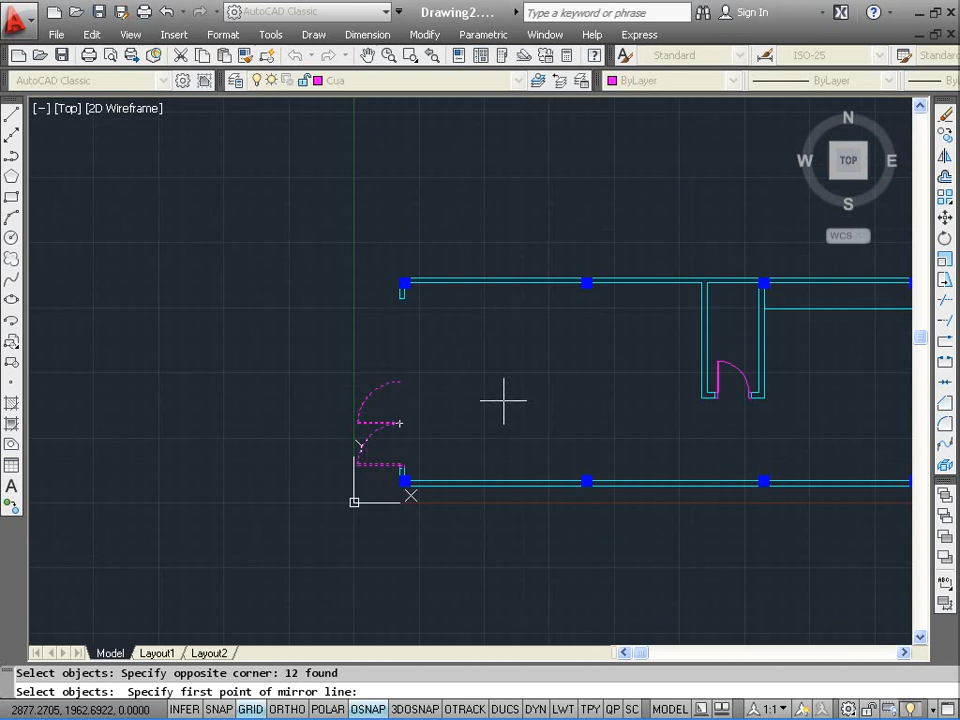 AutoCAD Classic
Drawing2....
Type a keyword or phrase
Sign In
File Edit View Insert Format Tools Draw Dimension Modify Parametric Window Help Express
Standard
ISO-25
Standard
AutoCAD Classic
Cua
ByLayer
ByLayer
ByL
[−] [Top] [2D Wireframe]
N
W TOP E
S
WCS
Y
X
A
ABC
Model Layout1 Layout2
Select objects: Specify opposite corner: 12 found
Select objects: Specify first point of mirror line:
2877.2705, 1962.6922, 0.0000 INFER SNAP GRID ORTHO POLAR OSNAP 3DOSNAP OTRACK DUCS DYN LWT TPY QP SC MODEL 1:1